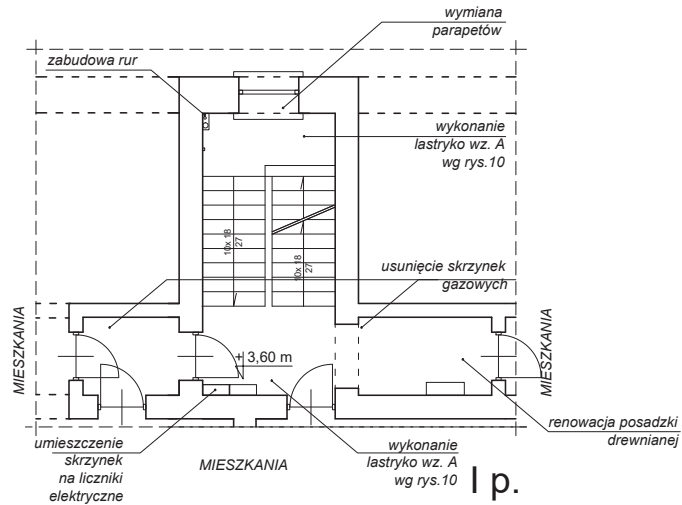 wymiana
parapetów
zabudowa rur
wykonanie
lastryko wz. A
wg rys.10
10x 18
27
10x 18
27
usunięcie skrzynek
gazowych
MIESZKANIA
+ 3,60 m
MIESZKANIA
renowacja posadzki
drewnianej
umieszczenie
skrzynek
na liczniki
elektryczne
MIESZKANIA
wykonanie
lastryko wz. A
wg rys.10
I p.